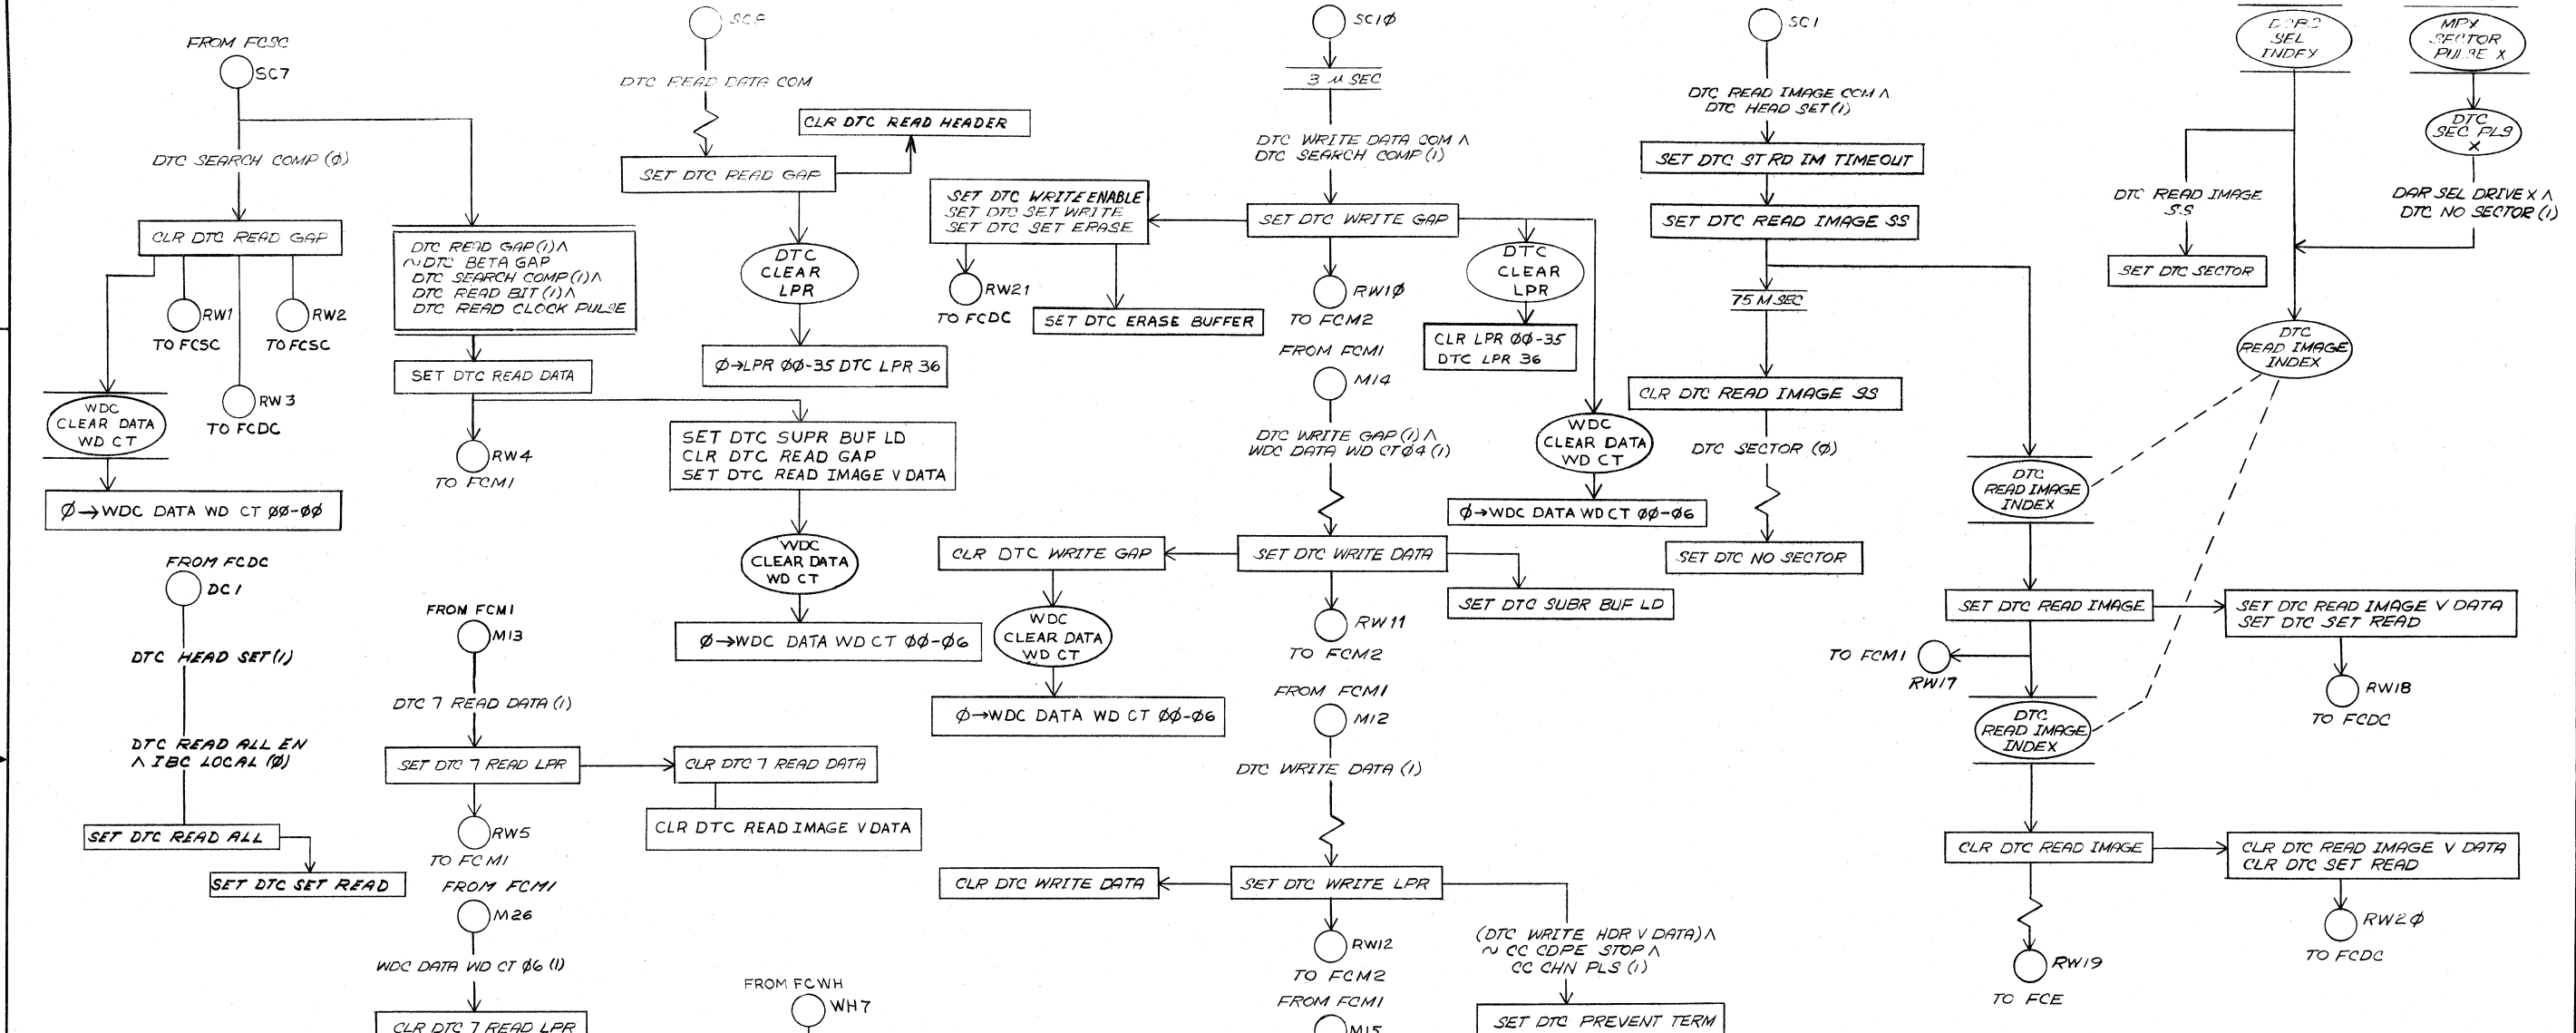 FROM FCSC
SC7
DTC SEARCH COMP (Ø)
CLR DTC READ GAP
RW1
TO FCSC
RW2
TO FCSC
RW3
TO FCDC
WDC
CLEAR DATA
WD CT
Ø→WDC DATA WD CT ØØ-ØØ
DTC READ GAP(1)∧
~DTC BETA GAP
DTC SEARCH COMP(1)∧
DTC READ BIT(1)∧
DTC READ CLOCK PULSE
SET DTC READ DATA
RW4
TO FCM1
SET DTC SUPR BUF LD
CLR DTC READ GAP
SET DTC READ IMAGE V DATA
WDC
CLEAR DATA
WD CT
Ø→WDC DATA WD CT ØØ-Ø6
DTC READ DATA COM
SET DTC READ GAP
CLR DTC READ HEADER
DTC
CLEAR
LPR
Ø→LPR ØØ-35 DTC LPR 36
FROM FCDC
DC1
DTC HEAD SET(1)
DTC READ ALL EN
∧ IBC LOCAL (Ø)
SET DTC READ ALL
SET DTC SET READ
FROM FCM1
M13
DTC 7 READ DATA (1)
SET DTC 7 READ LPR
CLR DTC 7 READ DATA
CLR DTC READ IMAGE V DATA
RW5
TO FCM1
FROM FCM1
M26
WDC DATA WD CT Ø6 (1)
CLR DTC 7 READ LPR
FROM FCWH
WH7
SC1Ø
3 µ SEC
DTC WRITE DATA COM ∧
DTC SEARCH COMP(1)
SET DTC WRITE GAP
SET DTC WRITE ENABLE
SET DTC SET WRITE
SET DTC SET ERASE
RW21
TO FCDC
SET DTC ERASE BUFFER
RW1Ø
TO FCM2
DTC
CLEAR
LPR
CLR LPR ØØ-35
DTC LPR 36
WDC
CLEAR DATA
WD CT
Ø→WDC DATA WD CT ØØ-Ø6
FROM FCM1
M14
DTC WRITE GAP(1)∧
WDC DATA WD CT Ø4 (1)
SET DTC WRITE DATA
CLR DTC WRITE GAP
WDC
CLEAR DATA
WD CT
Ø→WDC DATA WD CT ØØ-Ø6
SET DTC SUBR BUF LD
RW11
TO FCM2
FROM FCM1
M12
DTC WRITE DATA (1)
SET DTC WRITE LPR
CLR DTC WRITE DATA
RW12
TO FCM2
(DTC WRITE HDR V DATA)∧
~ CC CDPE STOP ∧
CC CHN PLS (1)
SET DTC PREVENT TERM
FROM FCM1
M15
SC1
DTC READ IMAGE COM ∧
DTC HEAD SET(1)
SET DTC ST RD IM TIMEOUT
SET DTC READ IMAGE SS
75 M SEC
CLR DTC READ IMAGE SS
DTC SECTOR (Ø)
SET DTC NO SECTOR
DTC
READ IMAGE
INDEX
SET DTC READ IMAGE
SET DTC READ IMAGE V DATA
SET DTC SET READ
RW18
TO FCDC
TO FCM1
RW17
DTC
READ IMAGE
INDEX
CLR DTC READ IMAGE
CLR DTC READ IMAGE V DATA
CLR DTC SET READ
RW2Ø
TO FCDC
RW19
TO FCE
SEL
INDEX
MPX
SECTOR
PULSE X
DTC
SEC PLS
X
DTC READ IMAGE
SS
SET DTC SECTOR
DAR SEL DRIVE X ∧
DTC NO SECTOR (1)
DTC
READ IMAGE
INDEX